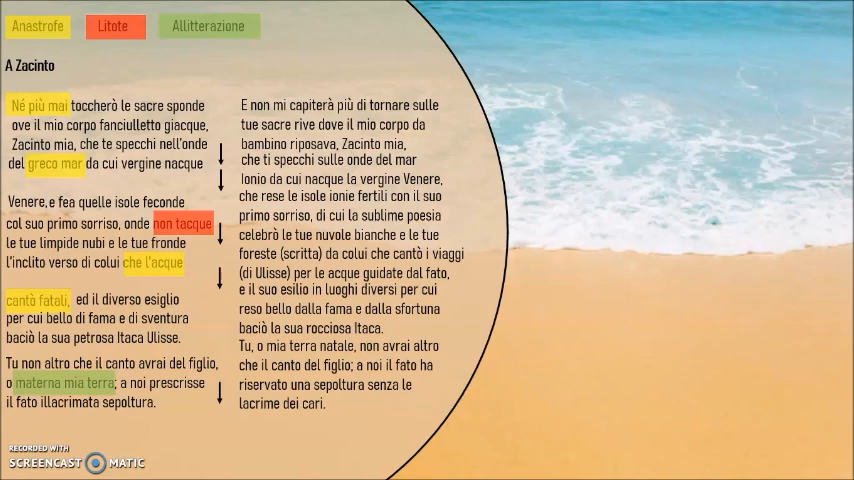 Anastrofe Litote Allitterazione
A Zacinto
Né più mai toccherò le sacre sponde
ove il mio corpo fanciulletto giacque,
Zacinto mia, che te specchi nell'onde
del greco mar da cui vergine nacque
Venere, e fea quelle isole feconde
col suo primo sorriso, onde non tacque
le tue limpide nubi e le tue fronde
l'inclito verso di colui che l'acque
cantò fatali, ed il diverso esiglio
per cui bello di fama e di sventura
baciò la sua petrosa Itaca Ulisse.
Tu non altro che il canto avrai del figlio,
o materna mia terra; a noi prescrisse
il fato illacrimata sepoltura.
E non mi capiterà più di tornare sulle
tue sacre rive dove il mio corpo da
bambino riposava, Zacinto mia,
che ti specchi sulle onde del mar
Ionio da cui nacque la vergine Venere,
che rese le isole ionie fertili con il suo
primo sorriso, di cui la sublime poesia
celebrò le tue nuvole bianche e le tue
foreste (scritta) da colui che cantò i viaggi
(di Ulisse) per le acque guidate dal fato,
e il suo esilio in luoghi diversi per cui
reso bello dalla fama e dalla sfortuna
baciò la sua rocciosa Itaca.
Tu, o mia terra natale, non avrai altro
che il canto del figlio; a noi il fato ha
riservato una sepoltura senza le
lacrime dei cari.
RECORDED WITH
SCREENCAST MATIC